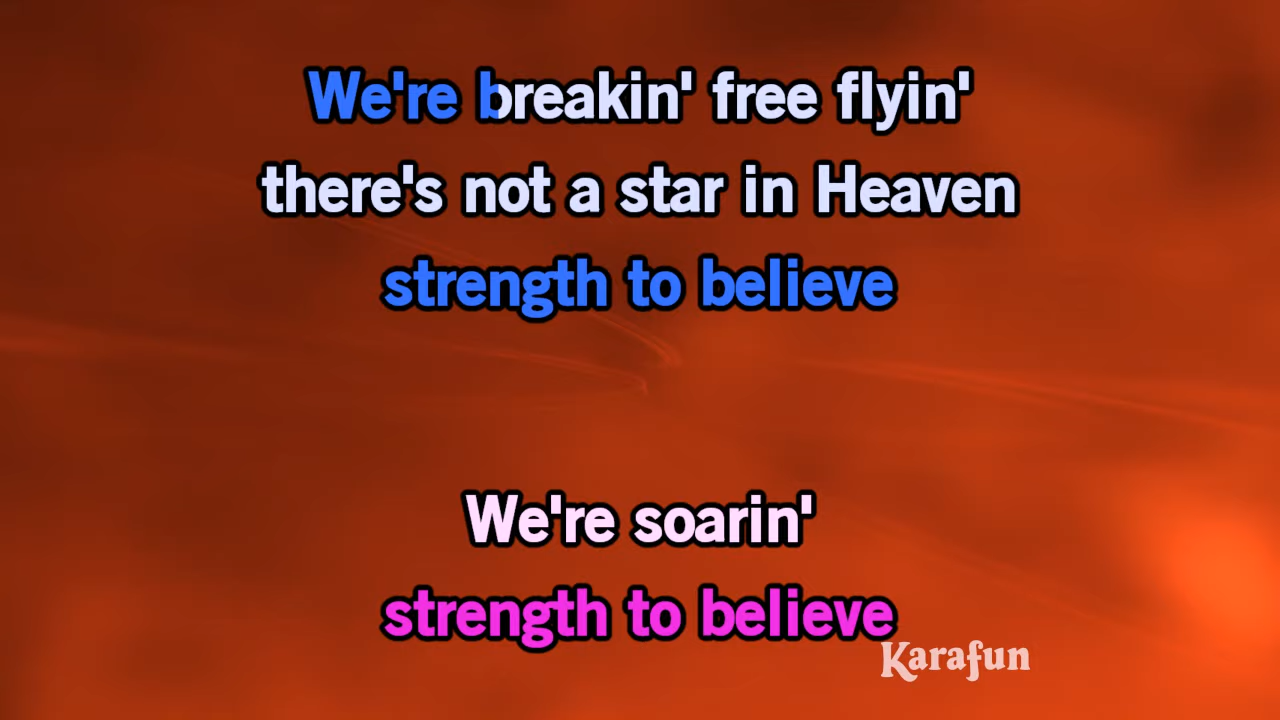 We're breakin' free flyin'
there's not a star in Heaven
strength to believe
We're soarin'
strength to believe
Karafun